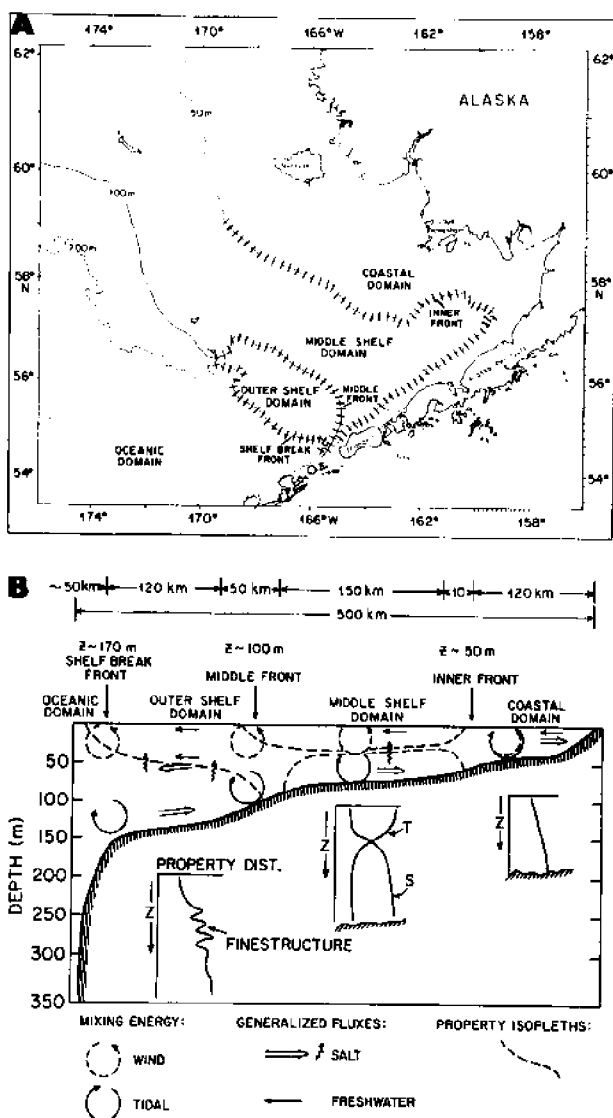 A
174° 170° 166°W 162° 158°
62° 62°
ALASKA
50 m
60° 60°
100 m
200 m
58° 58°
N N
COASTAL
DOMAIN
INNER
FRONT
MIDDLE SHELF
DOMAIN
56° 56°
OUTER SHELF
DOMAIN
MIDDLE
FRONT
OCEANIC
DOMAIN
SHELF BREAK
FRONT
54° 54°
174° 170° 166° 162° 158°
B
~50km 120 km 50 km 150 km 10 120 km
500 km
Z~170 m Z~100 m Z~50 m
SHELF BREAK
FRONT MIDDLE FRONT INNER FRONT
OCEANIC
DOMAIN
OUTER SHELF
DOMAIN
MIDDLE SHELF
DOMAIN
COASTAL
DOMAIN
DEPTH (m)
50
100
150
200
250
300
350
PROPERTY DIST.
Z
FINESTRUCTURE
Z
T
S
Z
MIXING ENERGY: GENERALIZED FLUXES: PROPERTY ISOPLETHS:
WIND SALT
TIDAL FRESHWATER